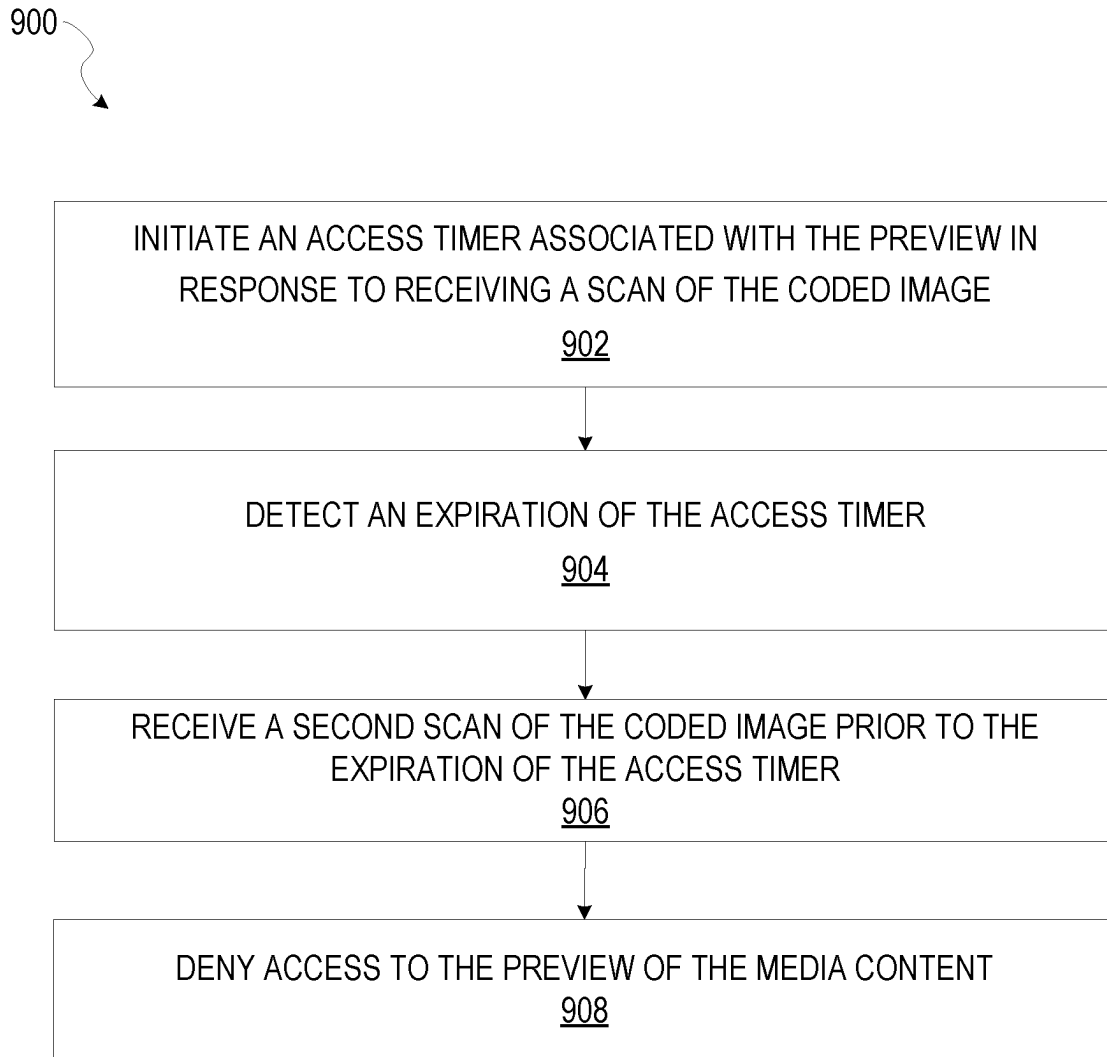 900
INITIATE AN ACCESS TIMER ASSOCIATED WITH THE PREVIEW IN
RESPONSE TO RECEIVING A SCAN OF THE CODED IMAGE
902
DETECT AN EXPIRATION OF THE ACCESS TIMER
904
RECEIVE A SECOND SCAN OF THE CODED IMAGE PRIOR TO THE
EXPIRATION OF THE ACCESS TIMER
906
DENY ACCESS TO THE PREVIEW OF THE MEDIA CONTENT
908